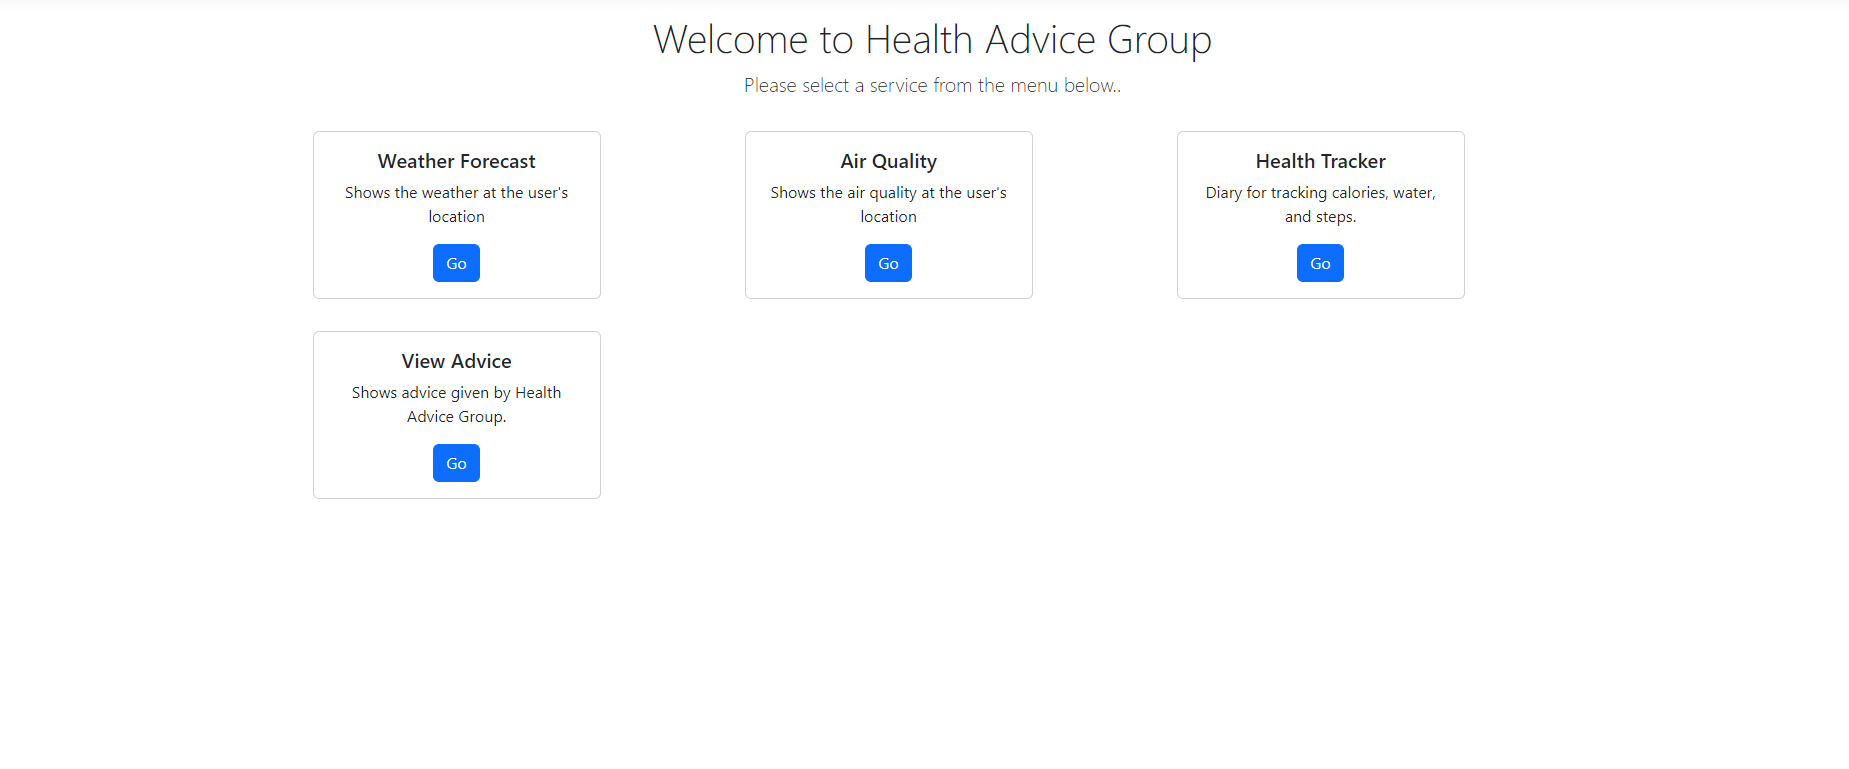 Welcome to Health Advice Group
Please select a service from the menu below..
Weather Forecast
Shows the weather at the user's
location
Go
Air Quality
Shows the air quality at the user's
location
Go
Health Tracker
Diary for tracking calories, water,
and steps.
Go
View Advice
Shows advice given by Health
Advice Group.
Go